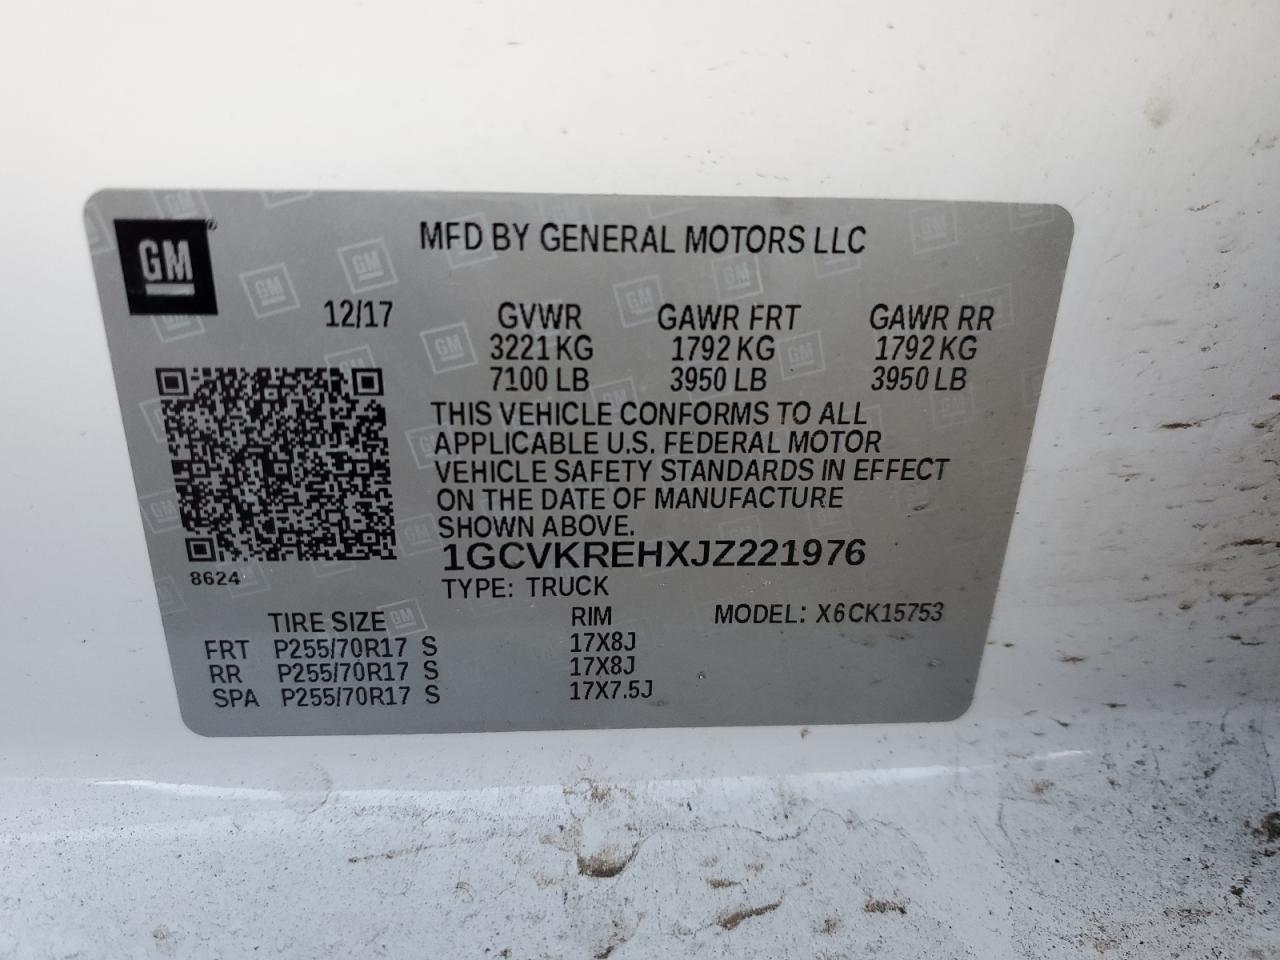 GM
MFD BY GENERAL MOTORS LLC
12/17 GVWR GAWR FRT GAWR RR
3221 KG 1792 KG 1792 KG
7100 LB 3950 LB 3950 LB
THIS VEHICLE CONFORMS TO ALL
APPLICABLE U.S. FEDERAL MOTOR
VEHICLE SAFETY STANDARDS IN EFFECT
ON THE DATE OF MANUFACTURE
SHOWN ABOVE.
1GCVKREHXJZ221976
8624
TYPE: TRUCK
TIRE SIZE RIM MODEL: X6CK15753
FRT P255/70R17 S 17X8J
RR P255/70R17 S 17X8J
SPA P255/70R17 S 17X7.5J